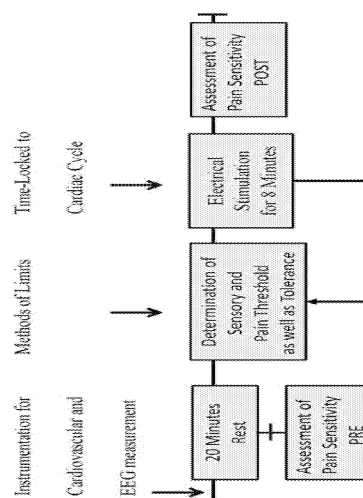 Instrumentation for
Cardiovascular and
EEG measurement
Methods of Limits
Time-Locked to
Cardiac Cycle
20 Minutes
Rest
Assessment of
Pain Sensitivity
PRE
Determination of
Sensory and
Pain Threshold
as well as Tolerance
Electrical
Stimulation
for 8 Minutes
Assessment of
Pain Sensitivity
POST